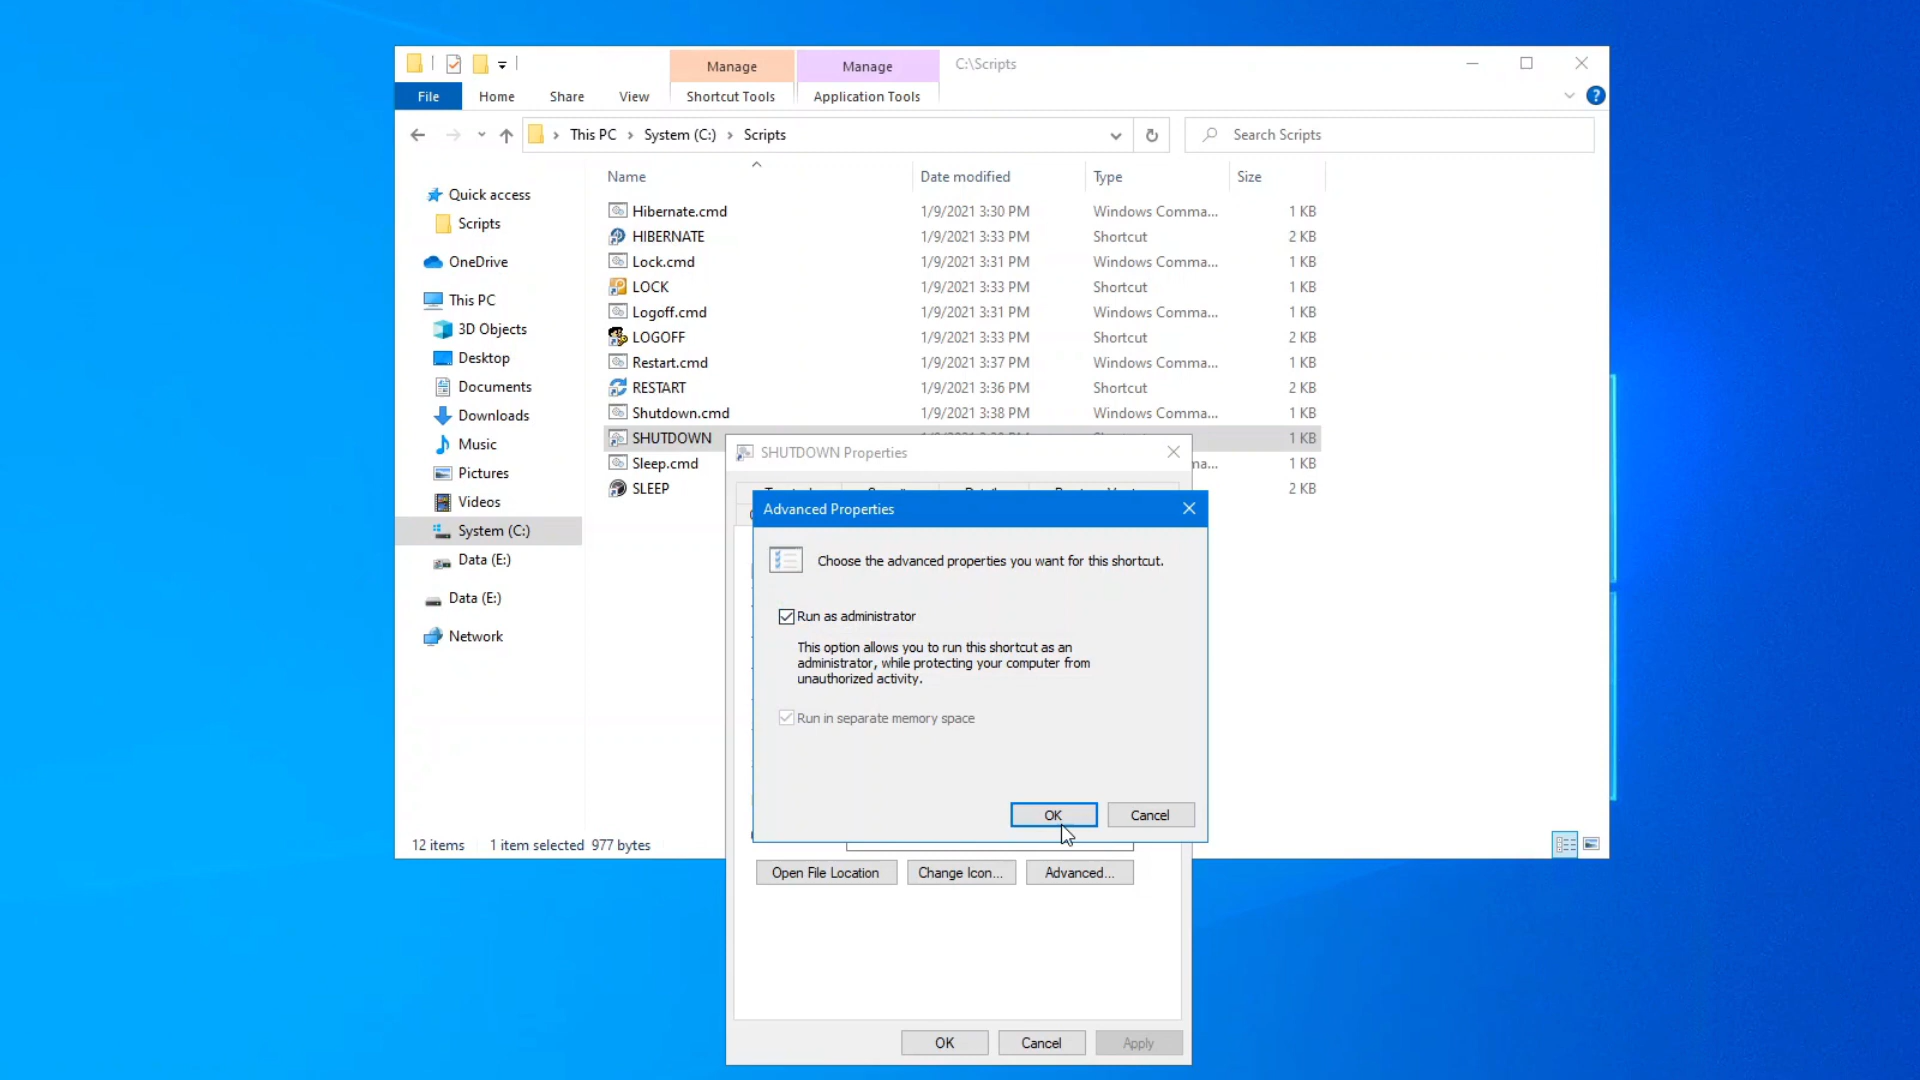 Manage
Manage
C:\Scripts
File
Home
Share
View
Shortcut Tools
Application Tools
?
This PC
System (C:)
Scripts
Search Scripts
Name
Date modified
Type
Size
Quick access
Scripts
OneDrive
This PC
3D Objects
Desktop
Documents
Downloads
Music
Pictures
Videos
System (C:)
Data (E:)
Data (E:)
Network
Hibernate.cmd 1/9/2021 3:30 PM Windows Comma... 1 KB
HIBERNATE 1/9/2021 3:33 PM Shortcut 2 KB
Lock.cmd 1/9/2021 3:31 PM Windows Comma... 1 KB
LOCK 1/9/2021 3:33 PM Shortcut 1 KB
Logoff.cmd 1/9/2021 3:31 PM Windows Comma... 1 KB
LOGOFF 1/9/2021 3:33 PM Shortcut 2 KB
Restart.cmd 1/9/2021 3:37 PM Windows Comma... 1 KB
RESTART 1/9/2021 3:36 PM Shortcut 2 KB
Shutdown.cmd 1/9/2021 3:38 PM Windows Comma... 1 KB
SHUTDOWN 1 KB
Sleep.cmd ma... 1 KB
SLEEP 2 KB
SHUTDOWN Properties
Advanced Properties
Choose the advanced properties you want for this shortcut.
Run as administrator
This option allows you to run this shortcut as an
administrator, while protecting your computer from
unauthorized activity.
Run in separate memory space
OK
Cancel
12 items
1 item selected 977 bytes
Open File Location
Change Icon...
Advanced...
OK
Cancel
Apply